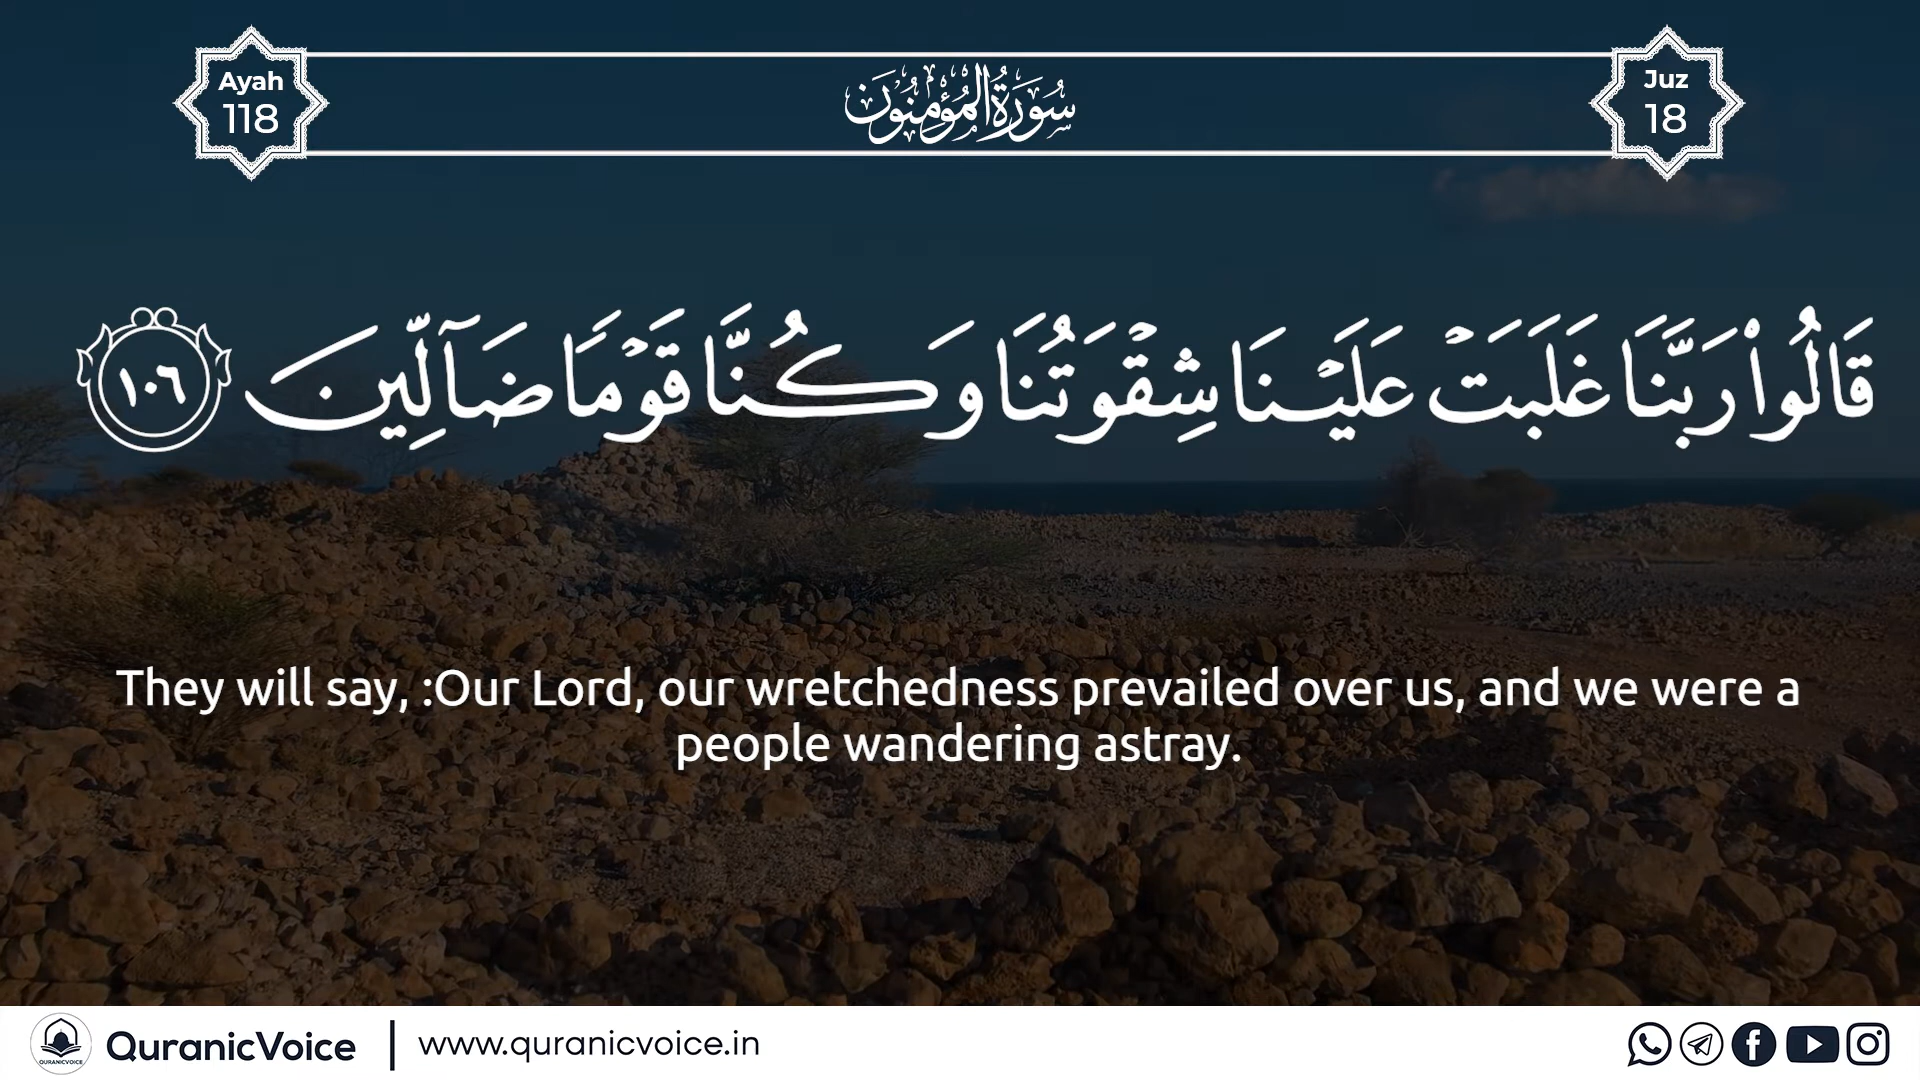 Ayah
118
سُورَةُ الْمُؤْمِنُونَ
Juz
18
قَالُوا۟ رَبَّنَا غَلَبَتْ عَلَيْنَا شِقْوَتُنَا وَكُنَّا قَوْمًا ضَآلِّينَ ١٠٦
They will say, :Our Lord, our wretchedness prevailed over us, and we were a
people wandering astray.
QURANICVOICE
QuranicVoice | www.quranicvoice.in